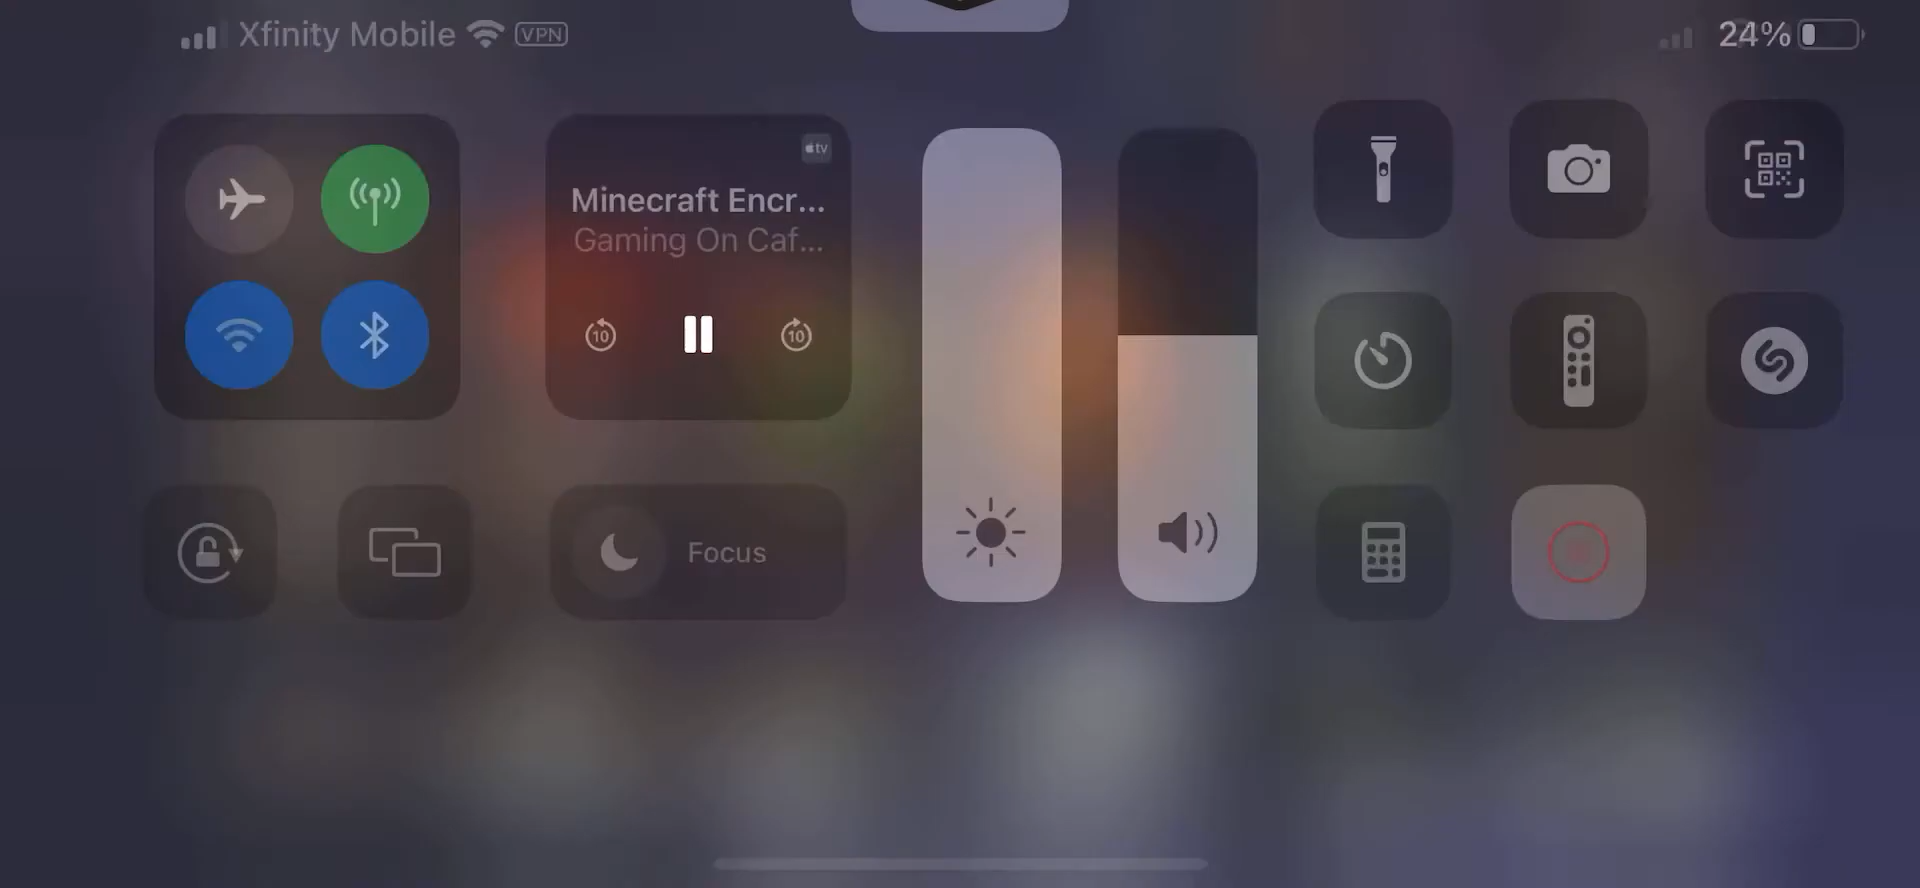 Xfinity Mobile VPN
24%
tv
Minecraft Encr...
Gaming On Caf...
10
10
Focus